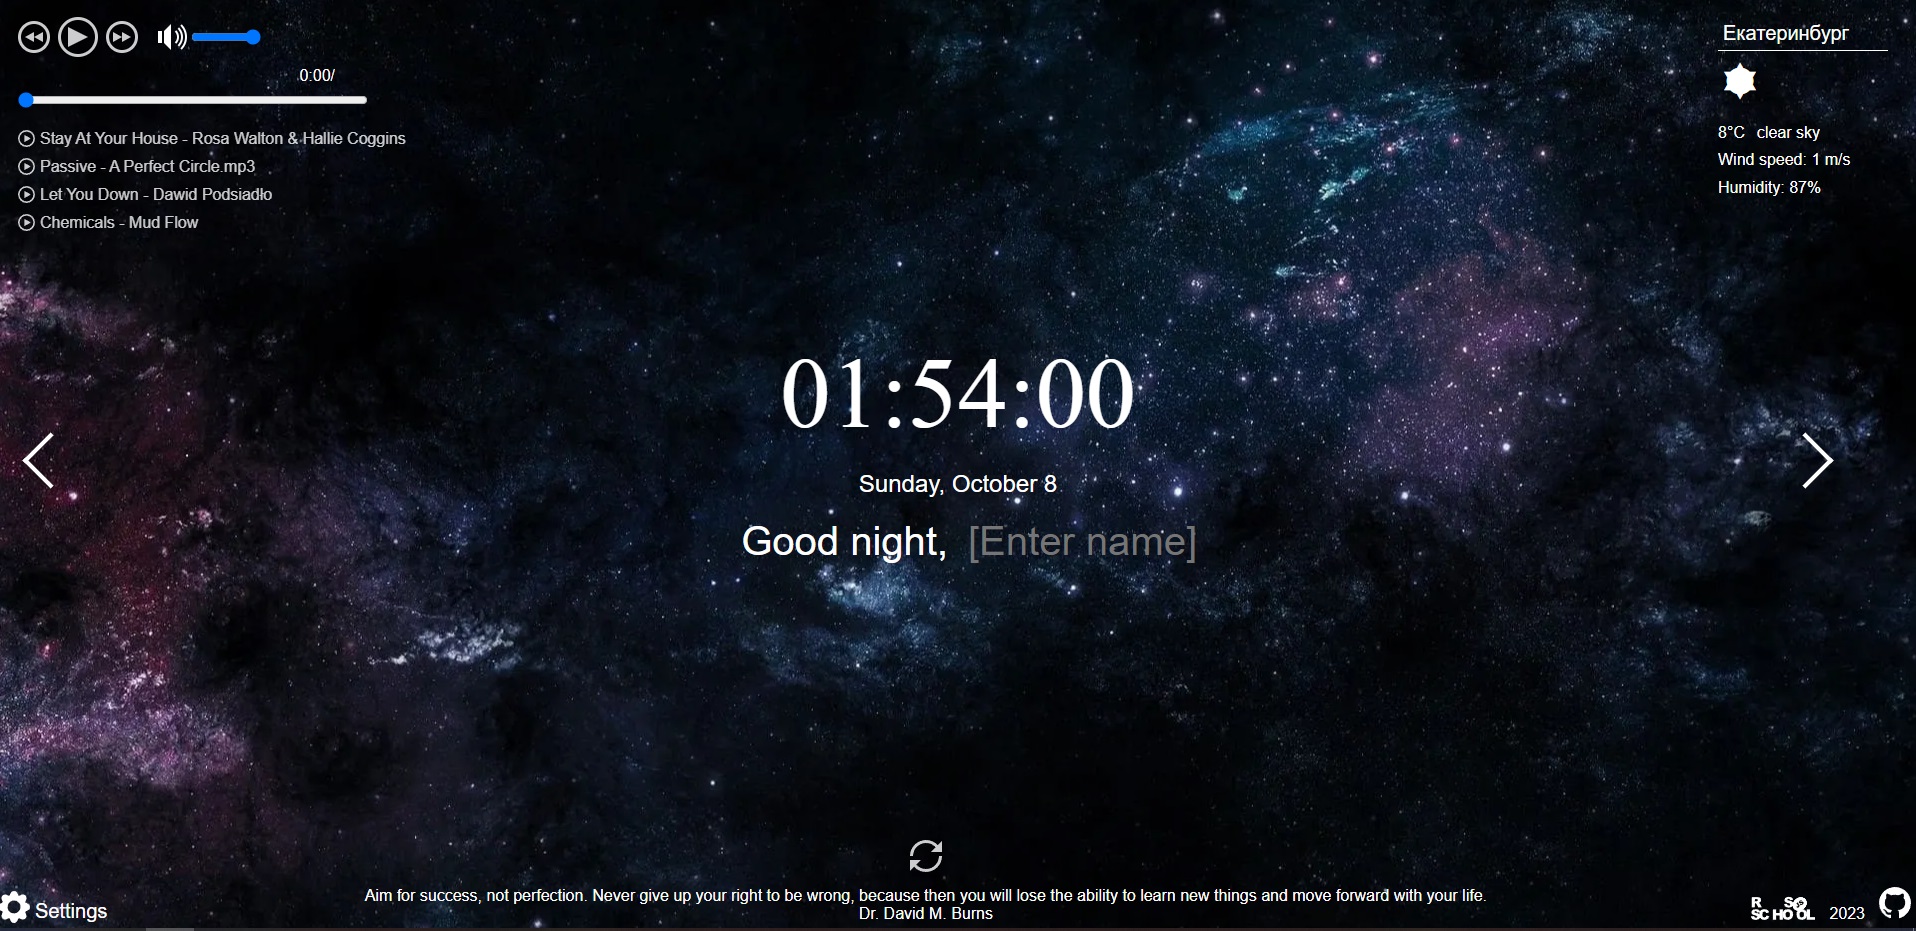 0:00/
Stay At Your House - Rosa Walton & Hallie Coggins
Passive - A Perfect Circle.mp3
Let You Down - Dawid Podsiadło
Chemicals - Mud Flow
Екатеринбург
8°C clear sky
Wind speed: 1 m/s
Humidity: 87%
01:54:00
Sunday, October 8
Good night, [Enter name]
Aim for success, not perfection. Never give up your right to be wrong, because then you will lose the ability to learn new things and move forward with your life.
Dr. David M. Burns
Settings
RS
SCHOOL
2023